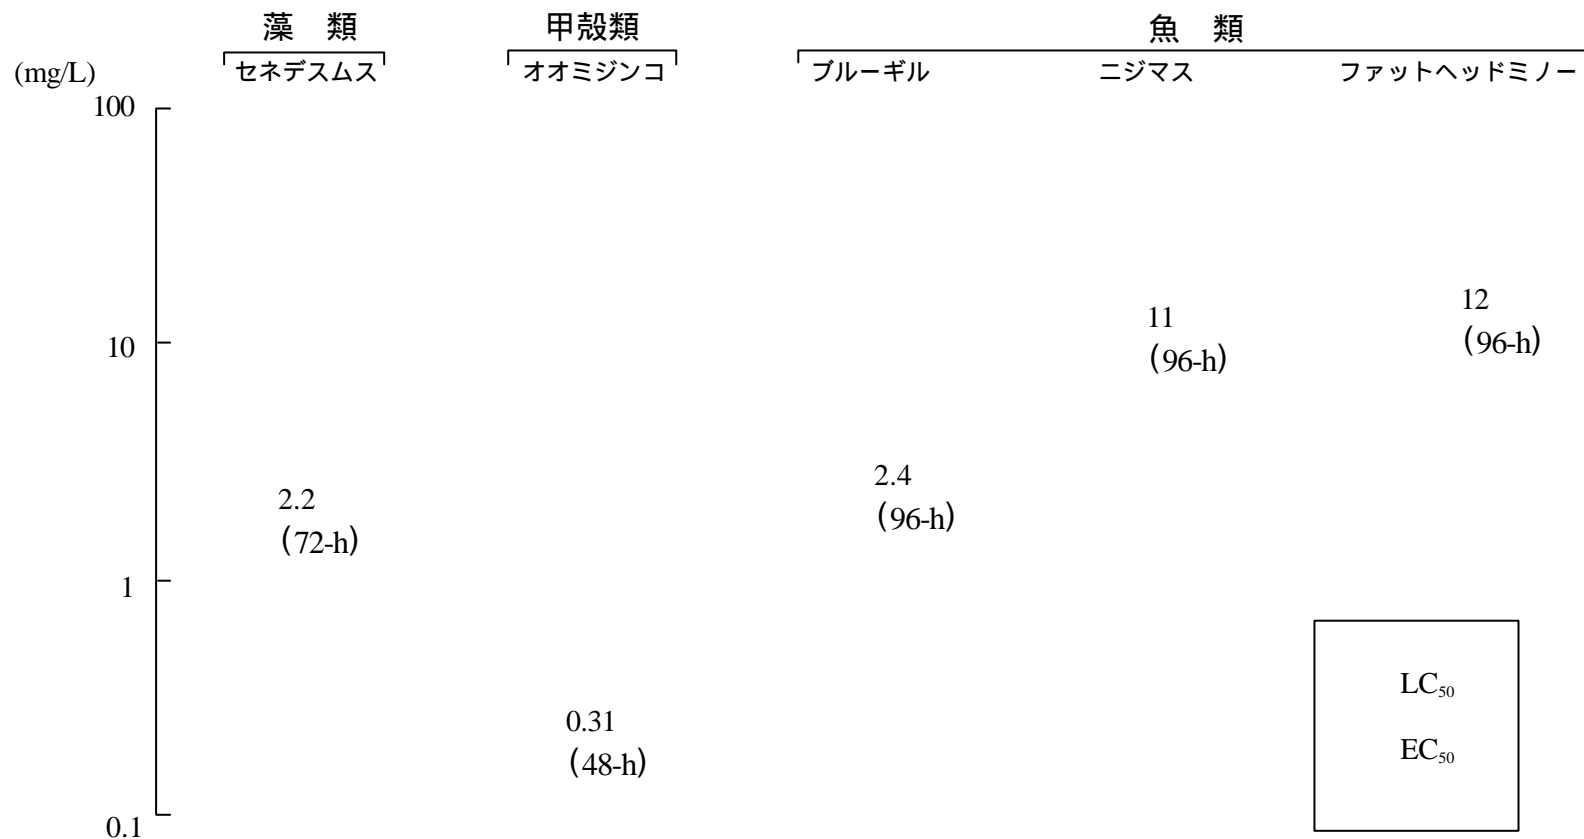 藻　類
甲殻類
魚　類
(mg/L)
セネデスムス
オオミジンコ
ブルーギル
ニジマス
ファットヘッドミノー
100
12
(96-h)
11
(96-h)
10
2.4
(96-h)
2.2
(72-h)
1
LC₅₀
0.31
(48-h)
EC₅₀
0.1